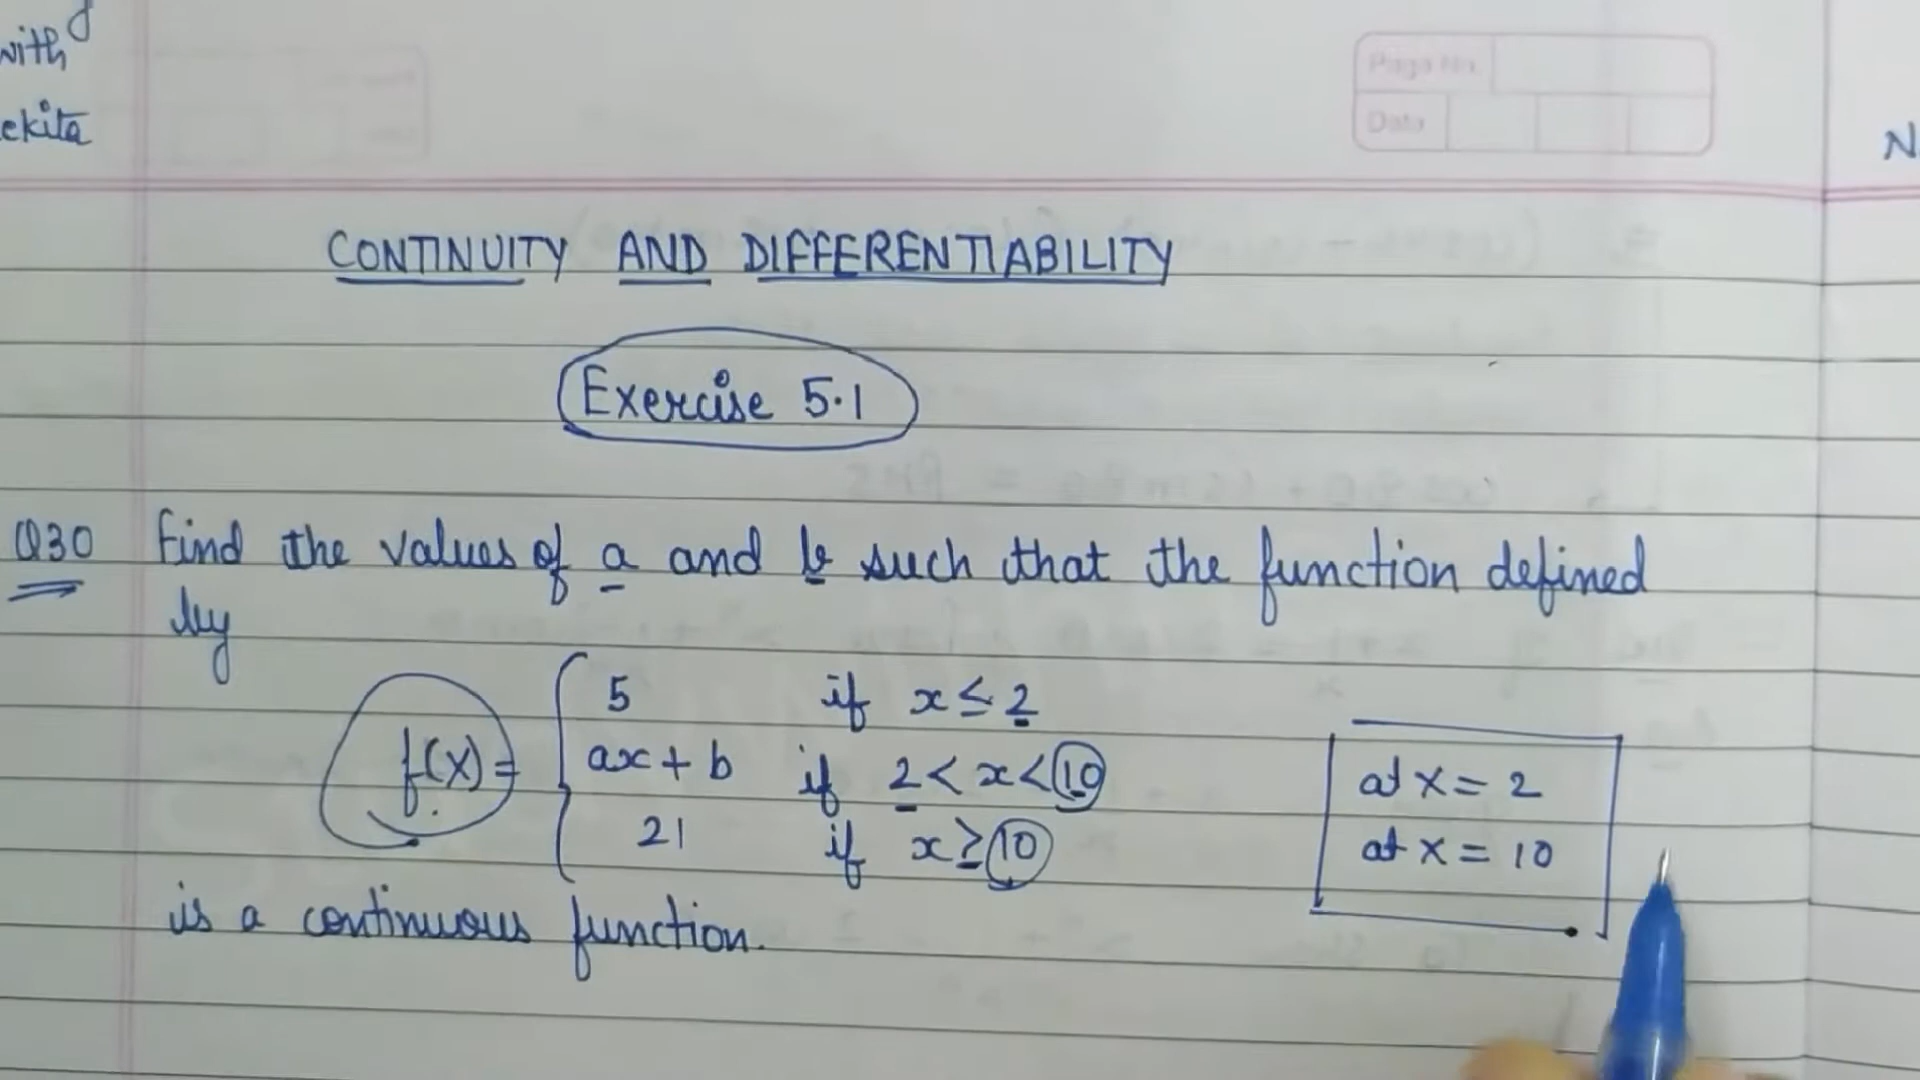 with
ekita
Page No.
Date
N
CONTINUITY AND DIFFERENTIABILITY
Exercise 5.1
Q30 Find the values of a and b such that the function defined
by
f(x) = { 5 if x ≤ 2
ax + b if 2 < x < 10
21 if x ≥ 10
at x = 2
at x = 10
is a continuous function.